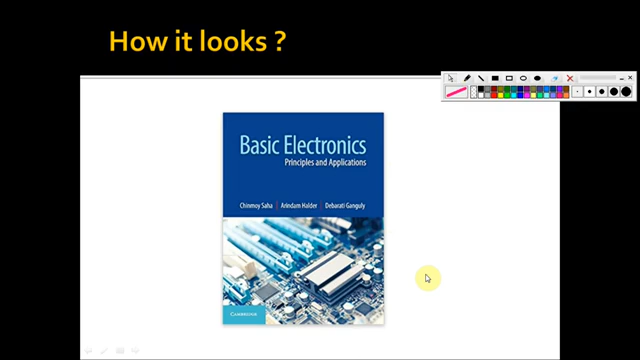 How it looks ?
Basic Electronics
Principles and Applications
Chinmoy Saha | Arindam Halder | Debarati Ganguly
CAMBRIDGE